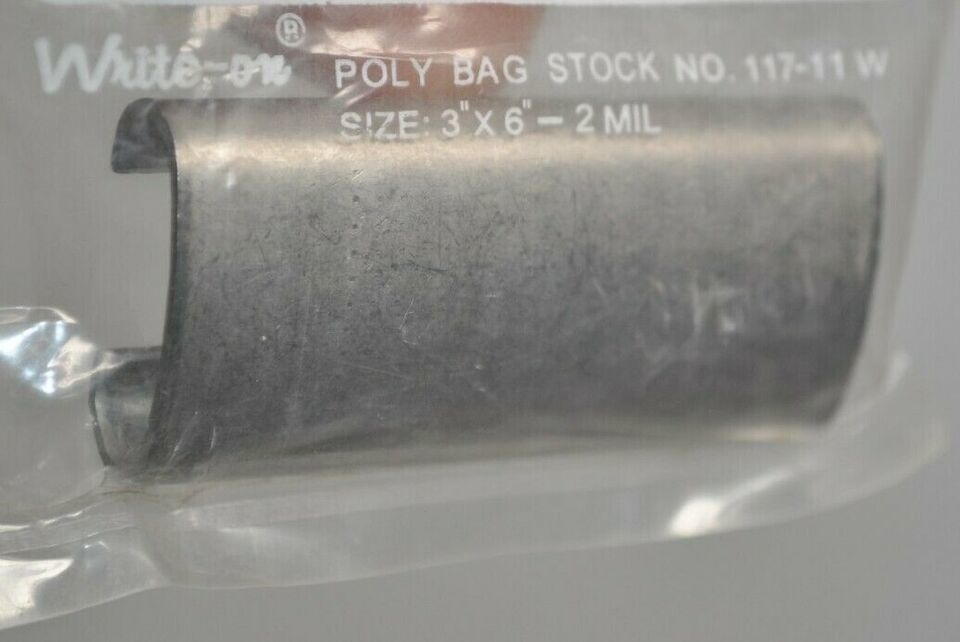 Write-on® POLY BAG STOCK NO. 117-11 W
SIZE: 3" X 6" - 2 MIL